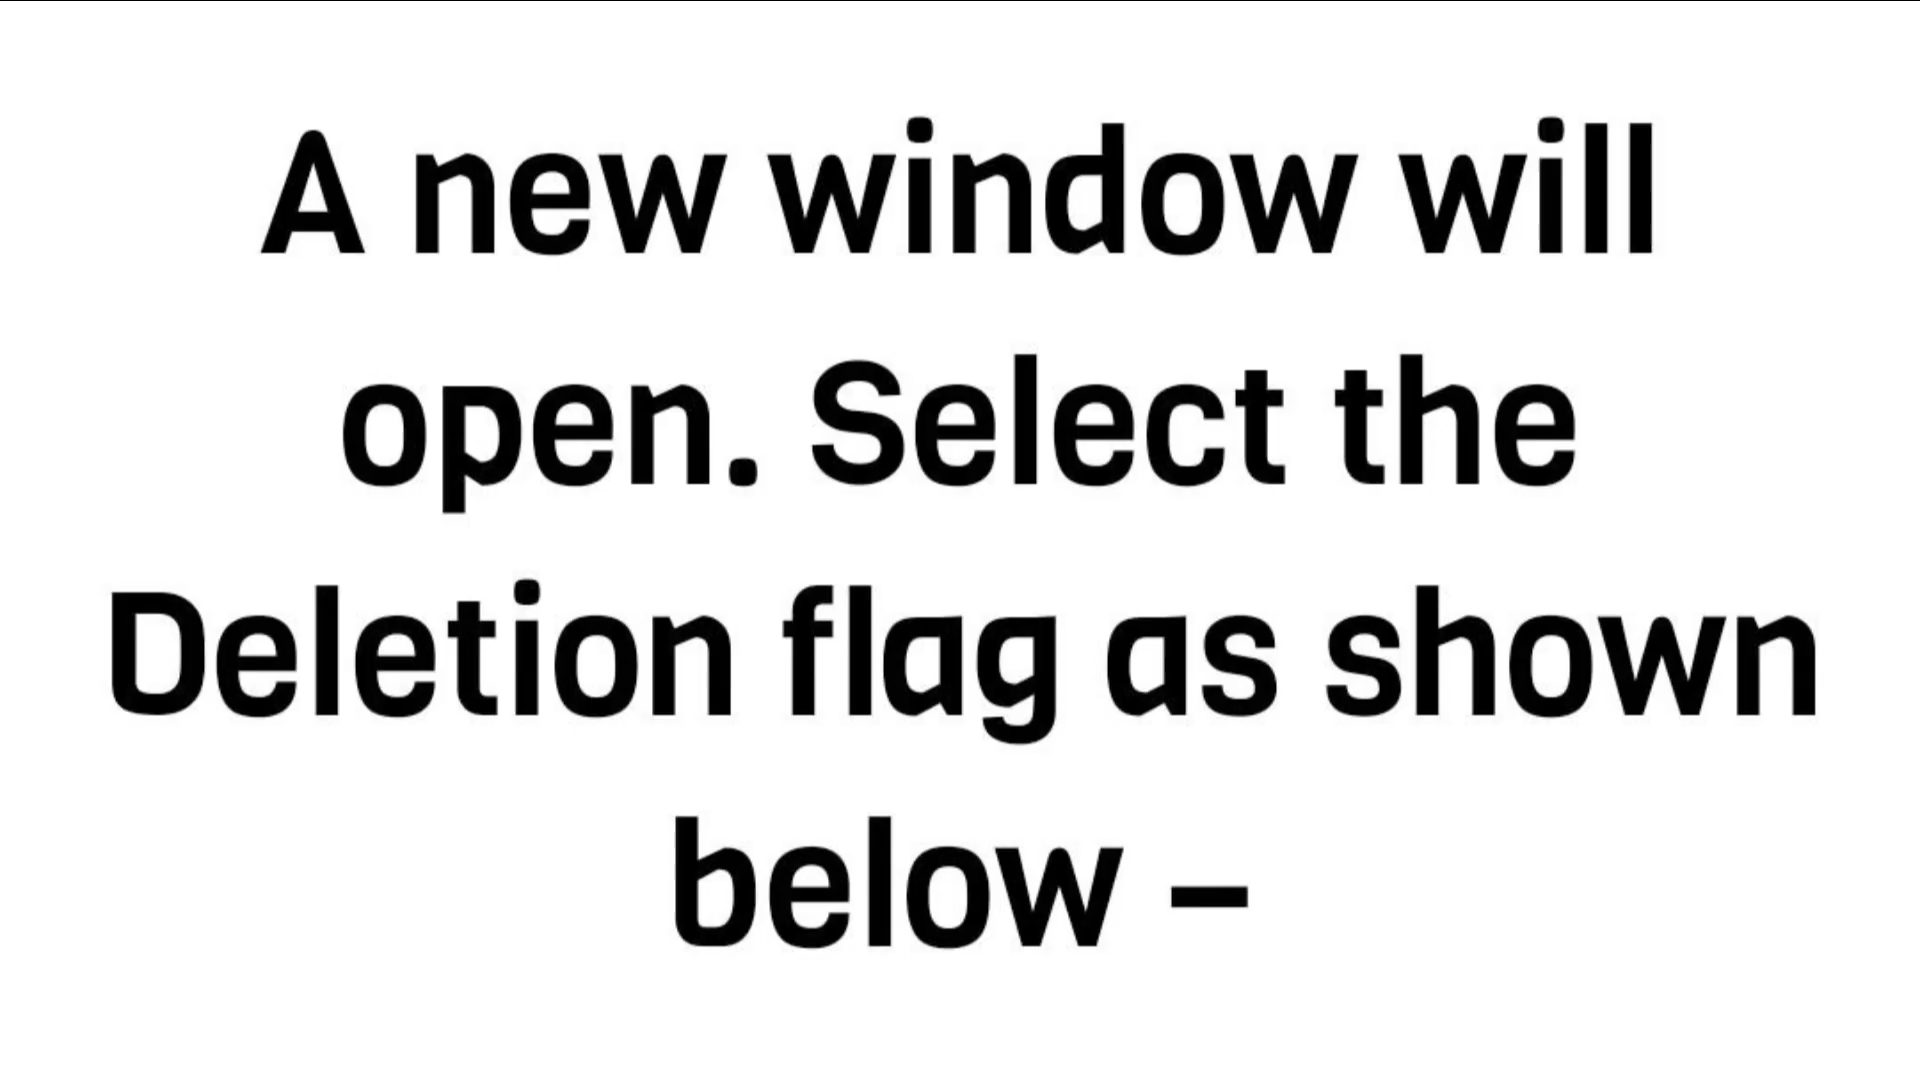 A new window will
open. Select the
Deletion flag as shown
below –